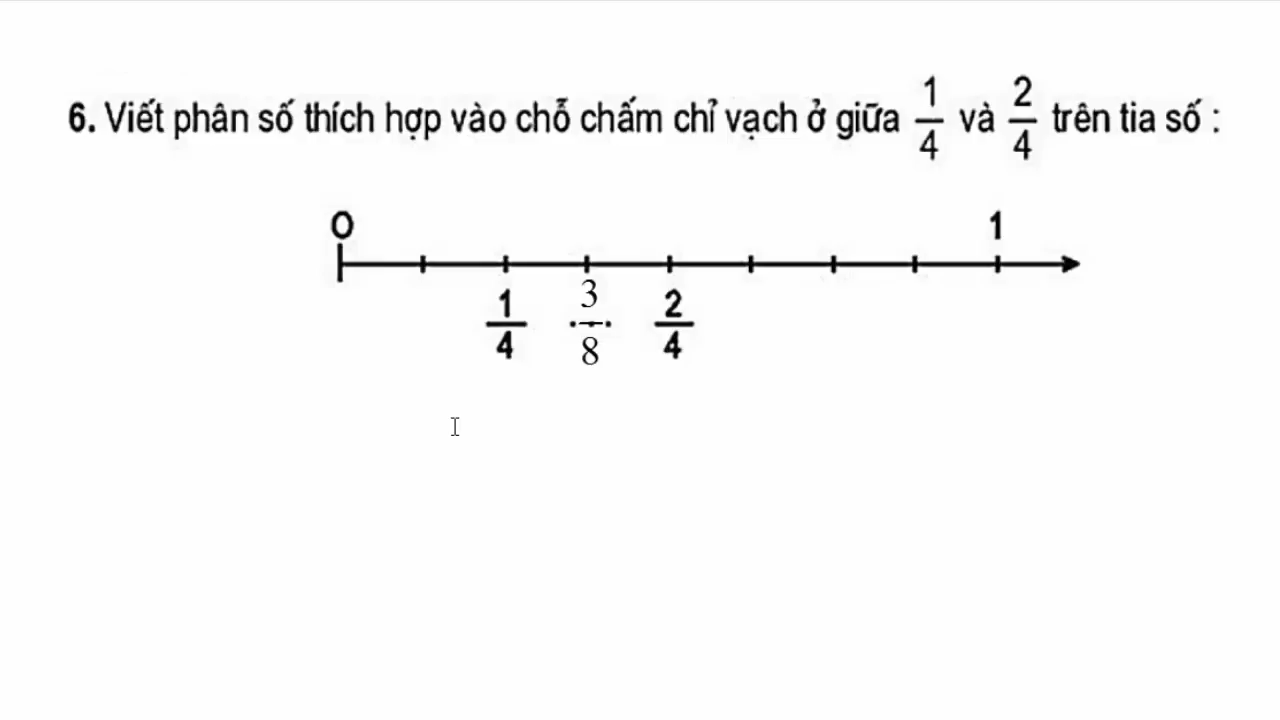 6. Viết phân số thích hợp vào chỗ chấm chỉ vạch ở giữa 1/4 và 2/4 trên tia số :
0 1
1/4 3/8 2/4